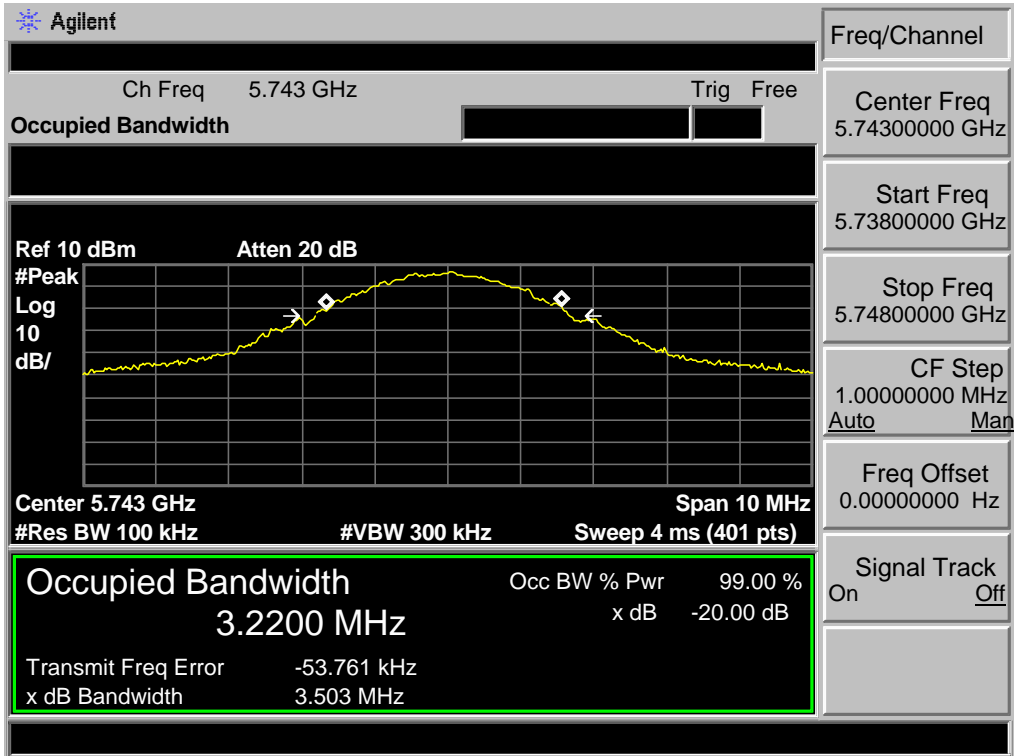 Agilent
Freq/Channel
Ch Freq 5.743 GHz Trig Free
Occupied Bandwidth
Center Freq
5.74300000 GHz
Start Freq
5.73800000 GHz
Stop Freq
5.74800000 GHz
CF Step
1.00000000 MHz
Auto Man
Freq Offset
0.00000000 Hz
Signal Track
On Off
Ref 10 dBm Atten 20 dB
#Peak
Log
10
dB/
Center 5.743 GHz Span 10 MHz
#Res BW 100 kHz #VBW 300 kHz Sweep 4 ms (401 pts)
Occupied Bandwidth Occ BW % Pwr 99.00 %
3.2200 MHz x dB -20.00 dB
Transmit Freq Error -53.761 kHz
x dB Bandwidth 3.503 MHz